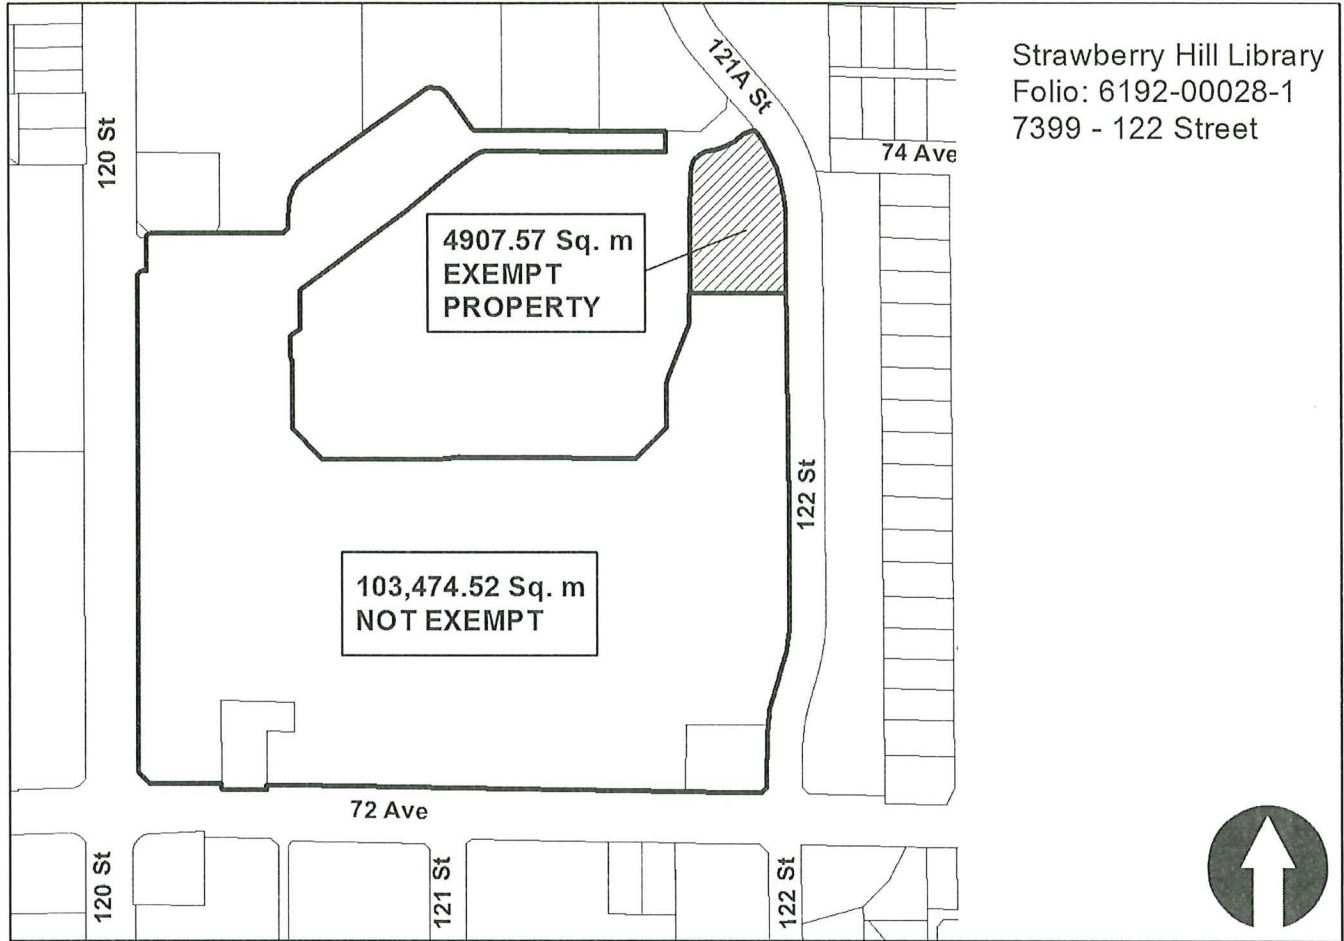 Strawberry Hill Library
Folio: 6192-00028-1
7399 - 122 Street
121A St
120 St
74 Ave
4907.57 Sq. m
EXEMPT
PROPERTY
122 St
103,474.52 Sq. m
NOT EXEMPT
72 Ave
120 St
121 St
122 St